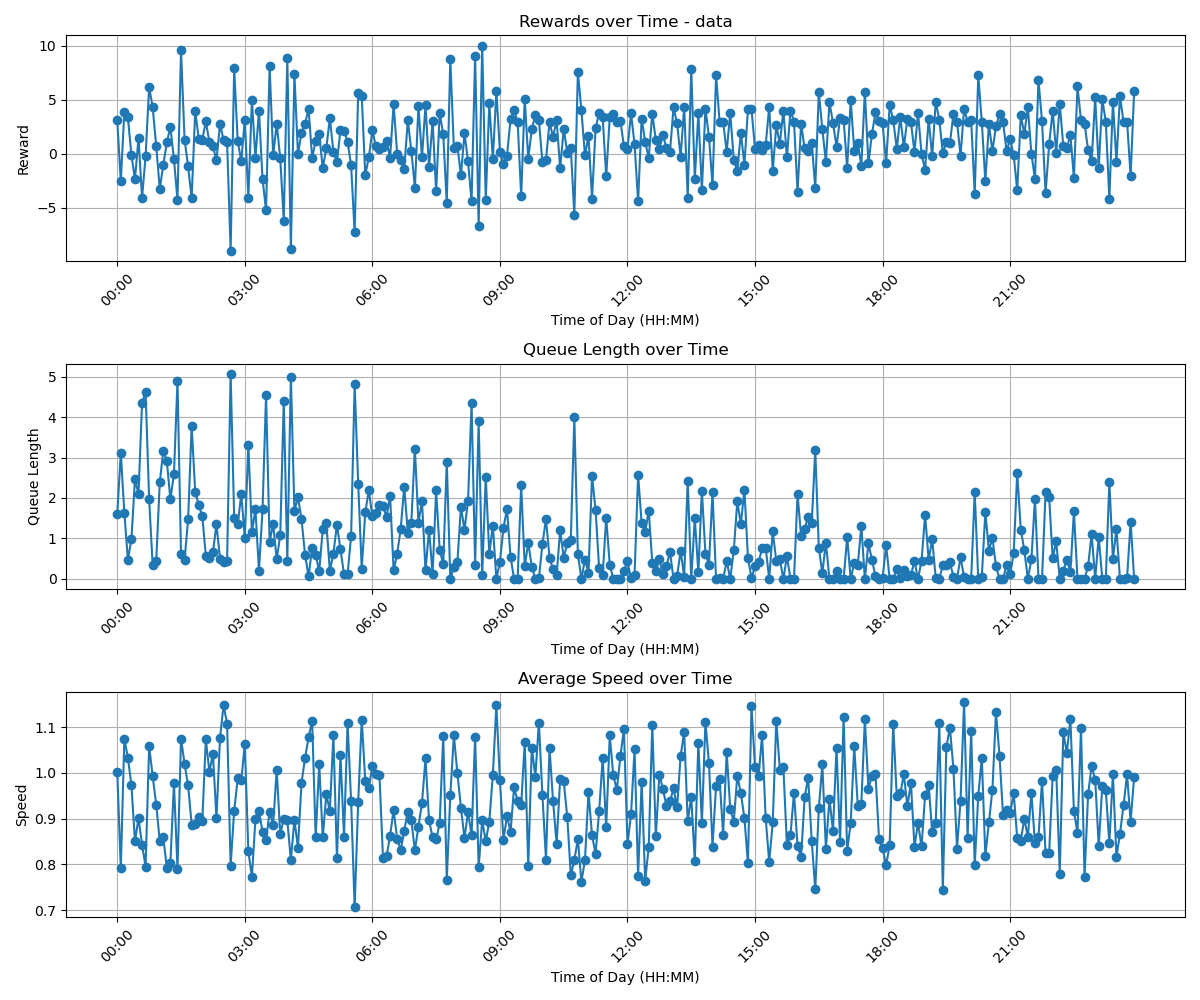 Rewards over Time - data
10
5
0
−5
Reward
00:00 03:00 06:00 09:00 12:00 15:00 18:00 21:00
Time of Day (HH:MM)
Queue Length over Time
5
4
3
2
1
0
Queue Length
00:00 03:00 06:00 09:00 12:00 15:00 18:00 21:00
Time of Day (HH:MM)
Average Speed over Time
1.1
1.0
0.9
0.8
0.7
Speed
00:00 03:00 06:00 09:00 12:00 15:00 18:00 21:00
Time of Day (HH:MM)